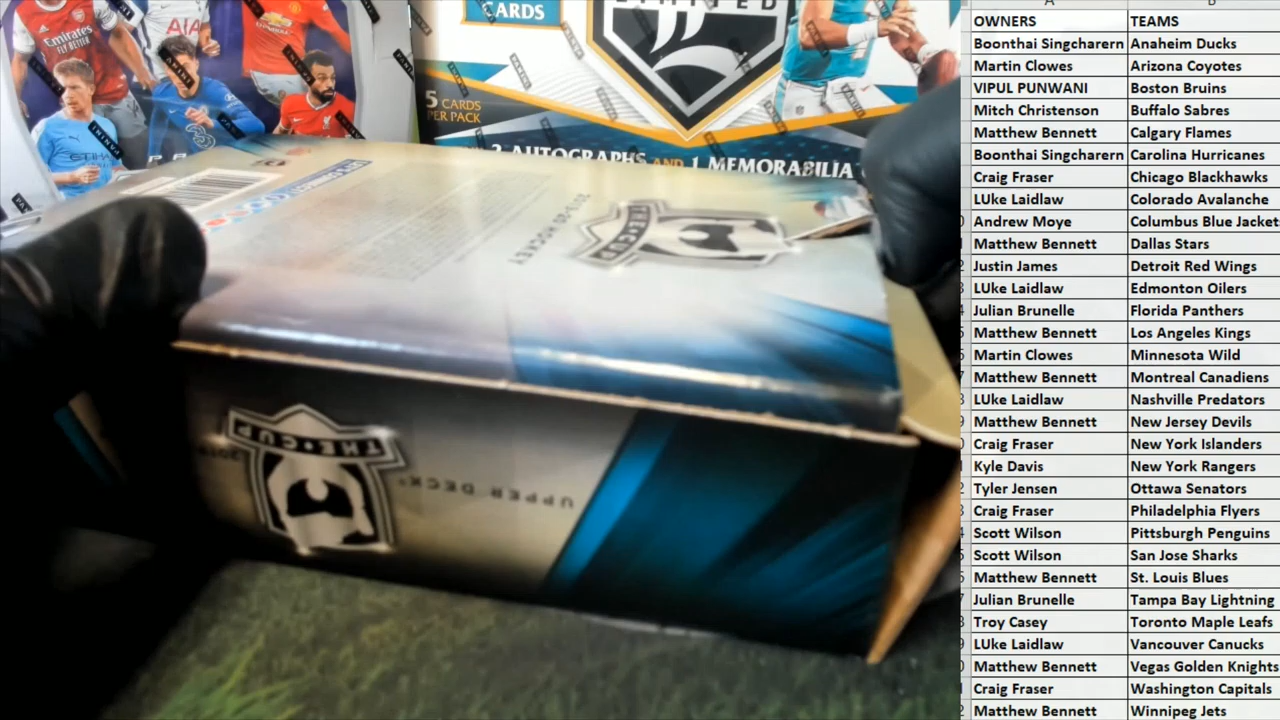 Emirates
FLY BETTER
AIA
CARDS
LIMITED
5 CARDS
PER PACK
2 AUTOGRAPHS AND 1 MEMORABILIA
THE CUP
HOCKEY
THE CUP
UPPER DECK
A B
OWNERS TEAMS
Boonthai Singcharern Anaheim Ducks
Martin Clowes Arizona Coyotes
VIPUL PUNWANI Boston Bruins
Mitch Christenson Buffalo Sabres
Matthew Bennett Calgary Flames
Boonthai Singcharern Carolina Hurricanes
Craig Fraser Chicago Blackhawks
LUke Laidlaw Colorado Avalanche
Andrew Moye Columbus Blue Jacket
Matthew Bennett Dallas Stars
Justin James Detroit Red Wings
LUke Laidlaw Edmonton Oilers
Julian Brunelle Florida Panthers
Matthew Bennett Los Angeles Kings
Martin Clowes Minnesota Wild
Matthew Bennett Montreal Canadiens
LUke Laidlaw Nashville Predators
Matthew Bennett New Jersey Devils
Craig Fraser New York Islanders
Kyle Davis New York Rangers
Tyler Jensen Ottawa Senators
Craig Fraser Philadelphia Flyers
Scott Wilson Pittsburgh Penguins
Scott Wilson San Jose Sharks
Matthew Bennett St. Louis Blues
Julian Brunelle Tampa Bay Lightning
Troy Casey Toronto Maple Leafs
LUke Laidlaw Vancouver Canucks
Matthew Bennett Vegas Golden Knights
Craig Fraser Washington Capitals
Matthew Bennett Winnipeg Jets